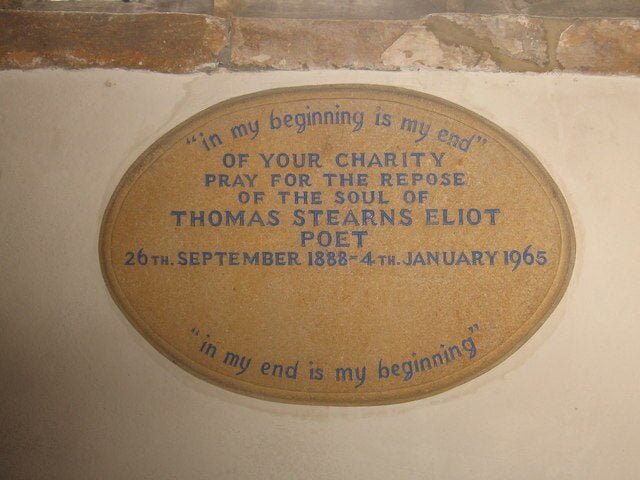 "in my beginning is my end"
OF YOUR CHARITY
PRAY FOR THE REPOSE
OF THE SOUL OF
THOMAS STEARNS ELIOT
POET
26TH. SEPTEMBER 1888-4TH. JANUARY 1965
"in my end is my beginning"